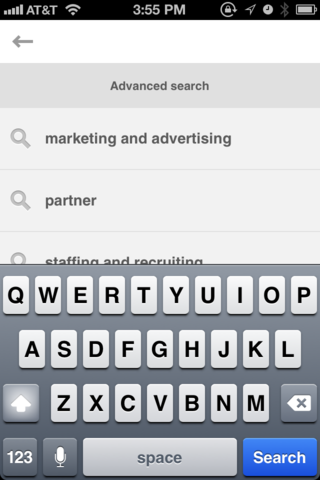 AT&T 3:55 PM
Advanced search
marketing and advertising
partner
staffing and recruiting
Q W E R T Y U I O P
A S D F G H J K L
Z X C V B N M
123 space Search